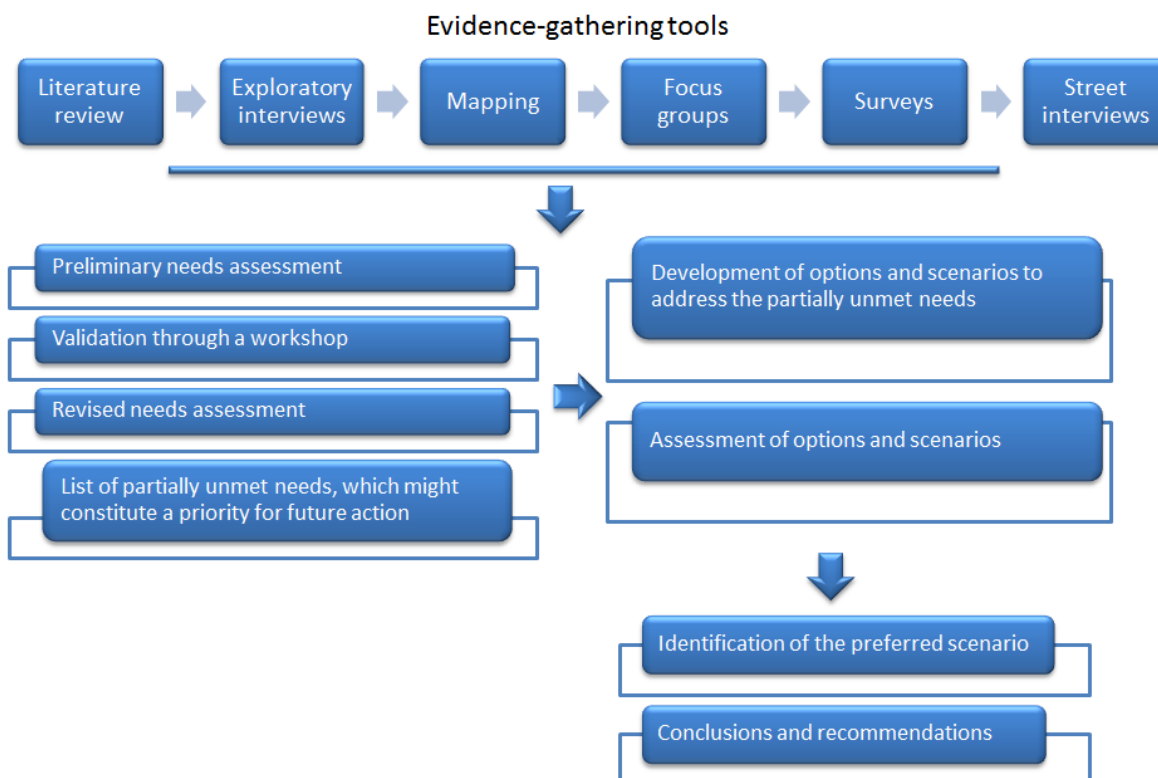 Evidence-gathering tools
Literature
review
Exploratory
interviews
Mapping
Focus
groups
Surveys
Street
interviews
Preliminary needs assessment
Validation through a workshop
Revised needs assessment
List of partially unmet needs, which might
constitute a priority for future action
Development of options and scenarios to
address the partially unmet needs
Assessment of options and scenarios
Identification of the preferred scenario
Conclusions and recommendations